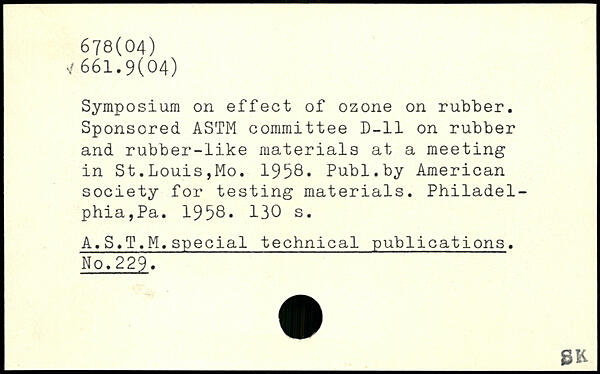 678(04)
√ 661.9(04)
Symposium on effect of ozone on rubber.
Sponsored ASTM committee D-11 on rubber
and rubber-like materials at a meeting
in St.Louis,Mo. 1958. Publ.by American
society for testing materials. Philadel-
phia,Pa. 1958. 130 s.
A.S.T.M.special technical publications.
No.229.
SK